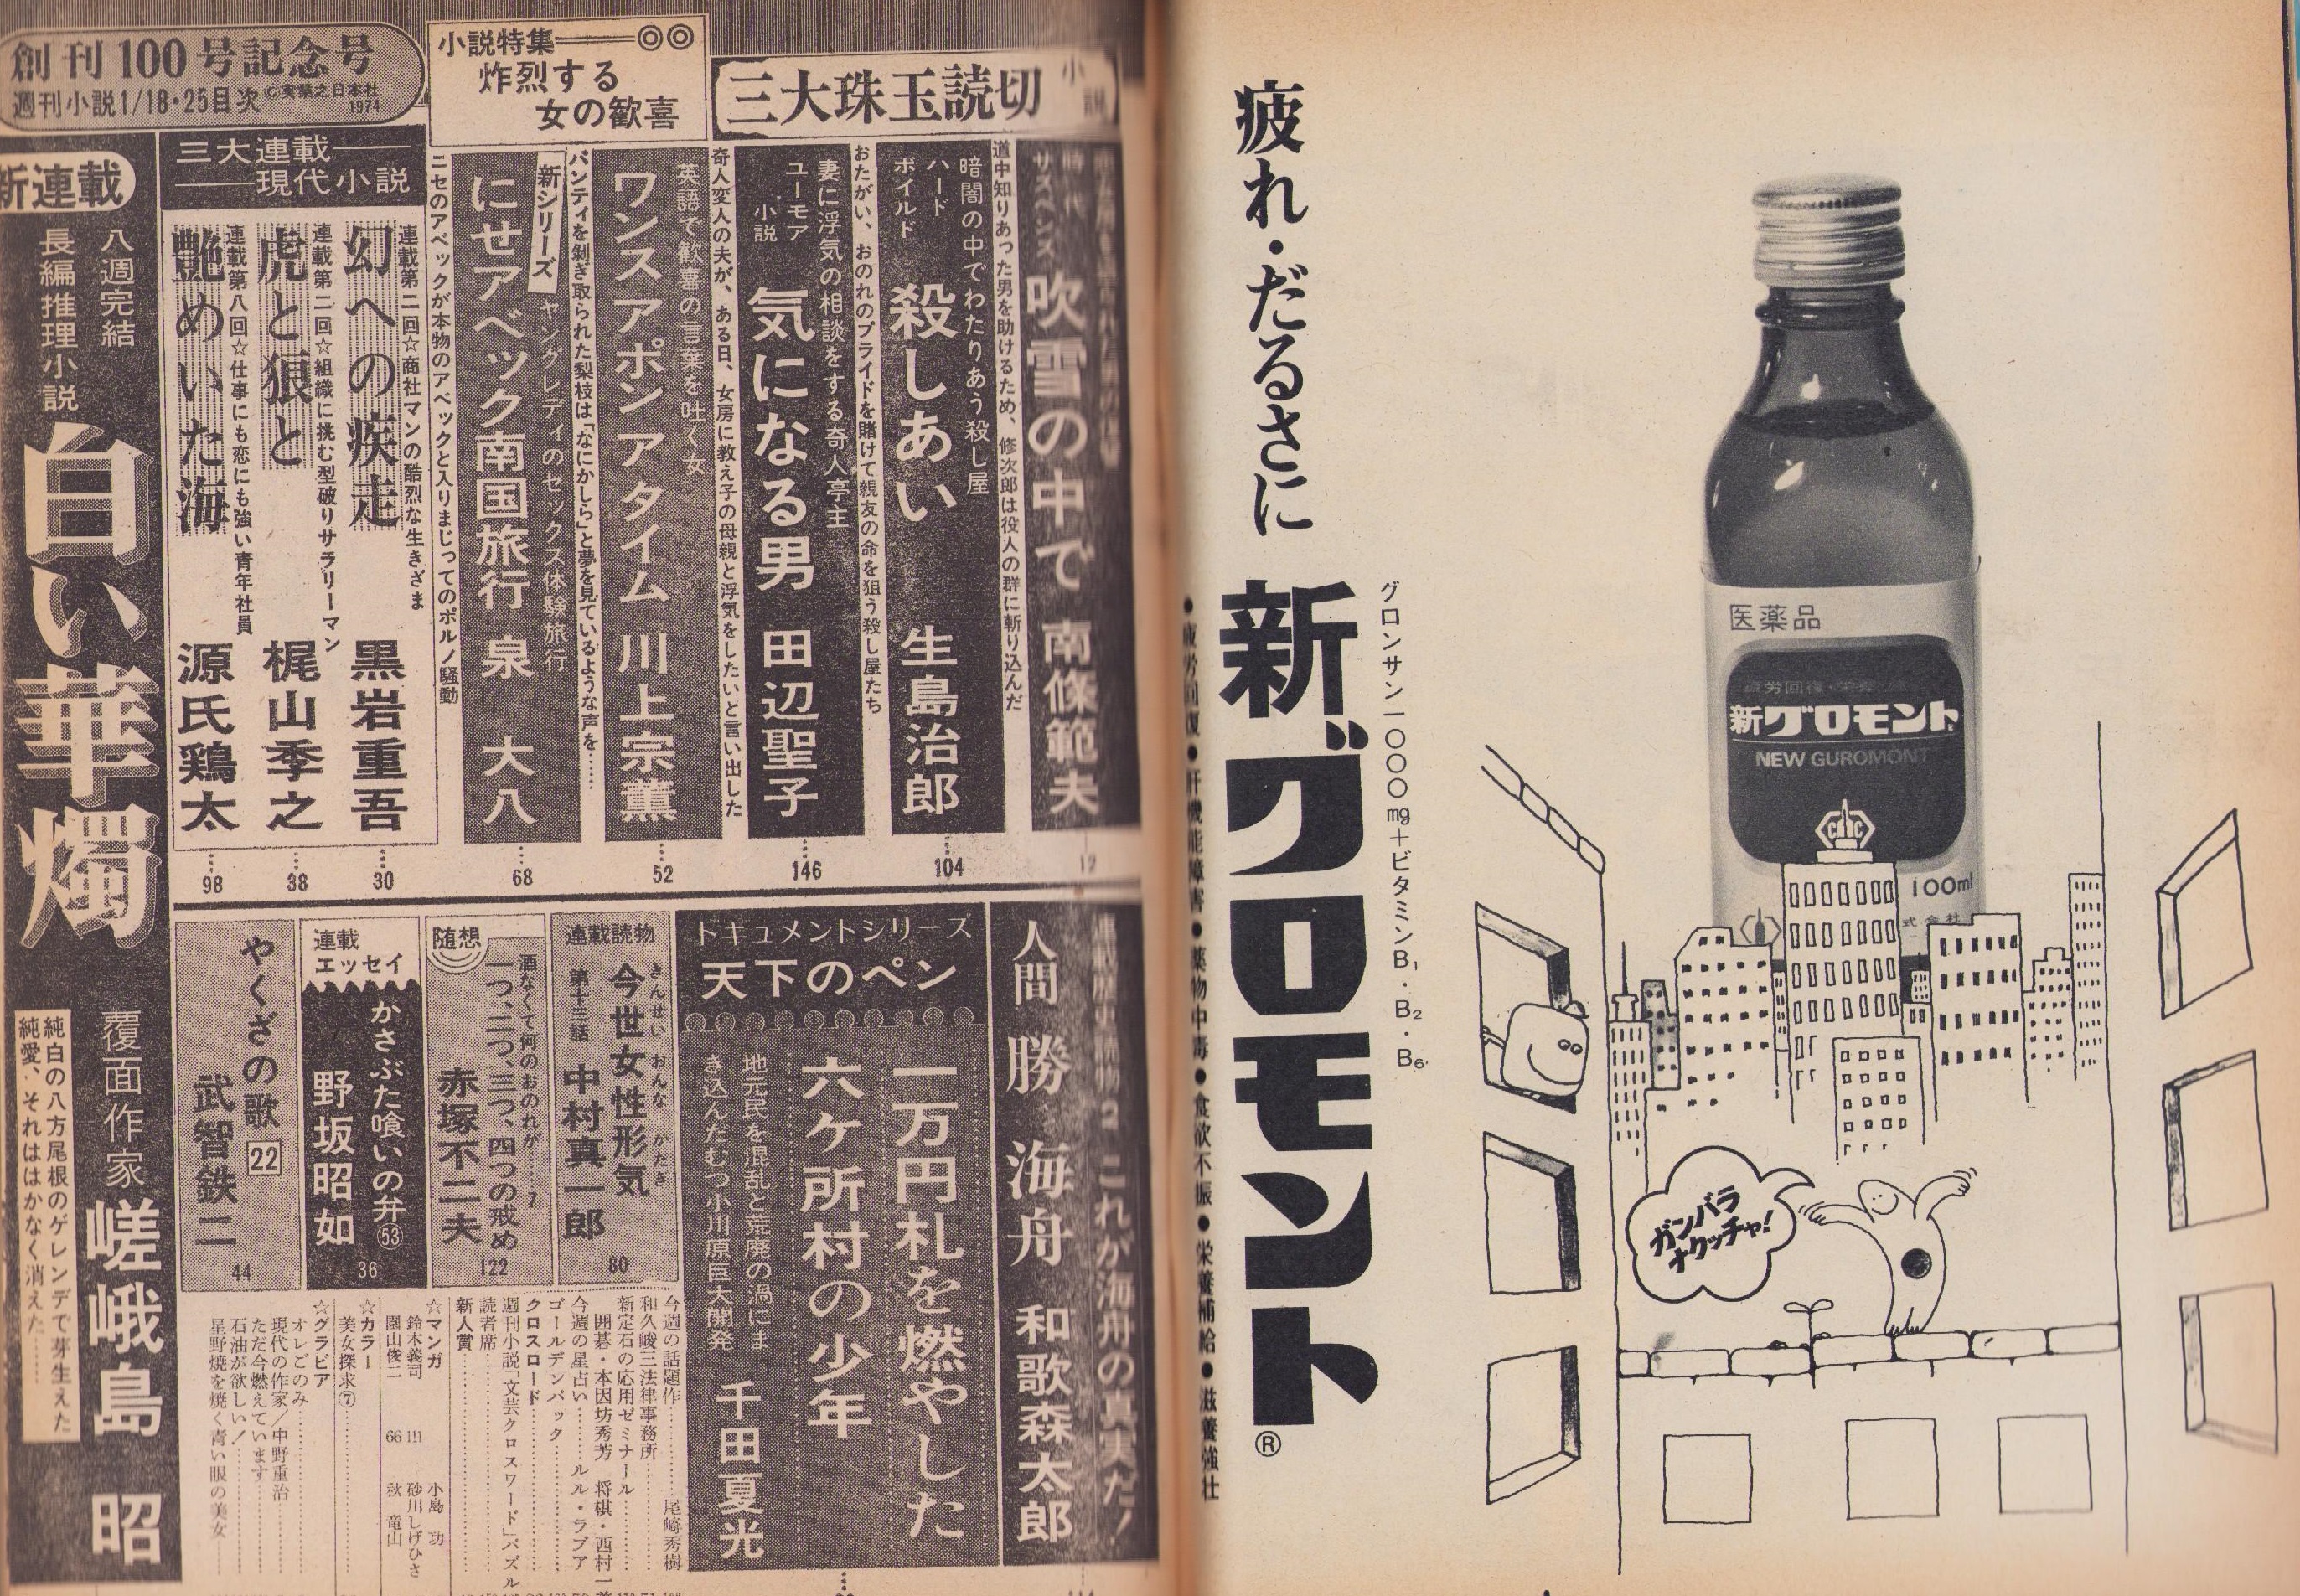 創刊100号記念号
週刊小説1/18・25目次
©実業之日本社
1974
小説特集――◎◎
炸烈する
女の歓喜
三大珠玉読切
小説
サスペンス
吹雪の中で
南條範夫
12
道中知りあった男を助けるため、修次郎は役人の群に斬り込んだ
暗闇の中でわたりあう殺し屋
ハード
ボイルド
殺しあい
生島治郎
104
おたがい、おのれのプライドを賭けて親友の命を狙う殺し屋たち
妻に浮気の相談をする奇人亭主
ユーモア
小説
気になる男
田辺聖子
146
奇人変人の夫が、ある日、女房に教え子の母親と浮気をしたいと言い出した
英語で歓喜の言葉を吐く女
ワンスアポン アタイム
川上宗薫
52
パンティを剝ぎ取られた梨枝は「なにかしら」と夢を見ているような声を……
新シリーズ
ヤングレディのセックス体験旅行
にせアベック南国旅行
泉 大八
68
ニセのアベックが本物のアベックと入りまじってのポルノ騒動
三大連載――
――現代小説
連載第二回☆商社マンの酷烈な生きざま
幻への疾走
黒岩重吾
30
連載第二回☆組織に挑む型破りサラリーマン
虎と狼と
梶山季之
38
連載第八回☆仕事にも恋にも強い青年社員
艶めいた海
源氏鶏太
98
新連載
八週完結
長編推理小説
白い華燭
覆面作家
嵯峨島 昭
純白の八方尾根のゲレンデで芽生えた
純愛、それははかなく消えた……
これが海舟の真実だ!
人間 勝 海舟
和歌森太郎
ドキュメントシリーズ
天下のペン
一万円札を燃やした
六ケ所村の少年
地元民を混乱と荒廃の渦にま
き込んだむつ小川原巨大開発
千田夏光
連載読物
きんせい おんな かたぎ
今世女性形気
第十三話
中村真一郎
80
随想
酒なくて何のおのれが……7
一つ、二つ、三つ、四つの戒め
赤塚不二夫
122
連載
エッセイ
かさぶた喰いの弁㊾
野坂昭如
36
やくざの歌22
武智鉄二
44
今週の話題作………尾崎秀樹
和久峻三法律事務所
新定石の応用ゼミナール
囲碁・本因坊秀芳 将棋・西村一義
今週の星占い……ルル・ラブア
ゴールデンパック
クロスロード
週刊小説「文芸クロスワード」パズル
読者席
新人賞
☆マンガ
小島 功
鈴木義司
111
砂川しげひさ
園山俊二
66
秋 竜山
☆カラー
美女探求⑦
☆グラビア
オレごのみ
現代の作家/中野重治
ただ今燃えています
石油が欲しい!
星野焼を焼く青い眼の美女
疲れ・だるさに
新グロモント
®
グロンサン一〇〇〇mg+ビタミンB₁・B₂・B₆
●疲労回復●肝機能障害●薬物中毒●食欲不振●栄養補給●滋養強壮
医薬品
新グロモント
NEW GUROMONT
100ml
式会社
ガンバラ
ナクッチャ!